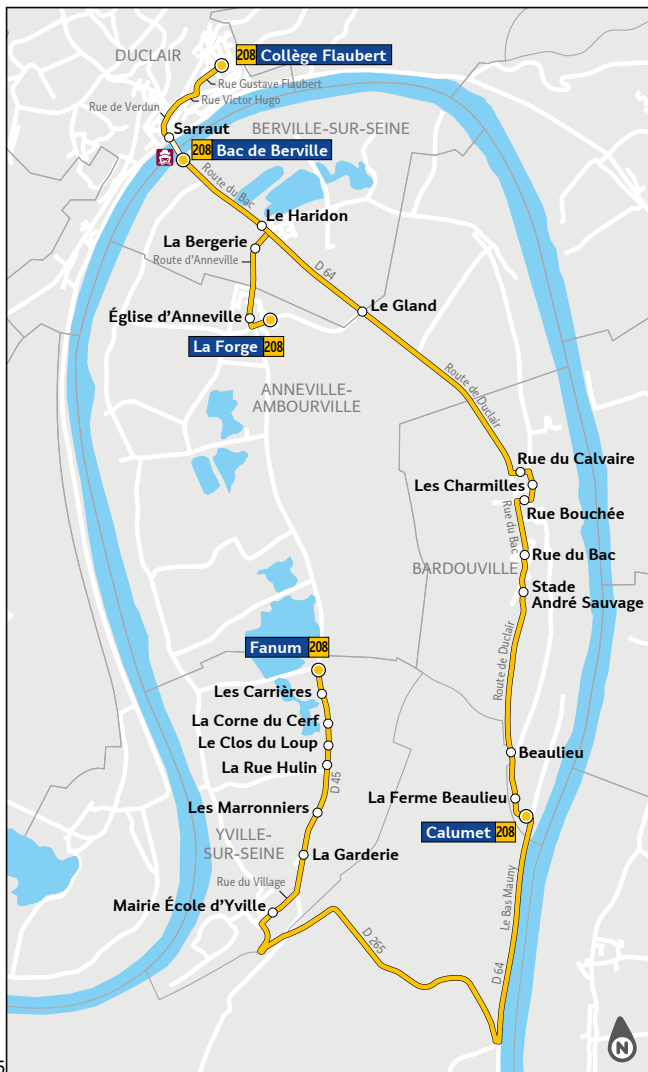 DUCLAIR
208 Collège Flaubert
Rue Gustave Flaubert
Rue Victor Hugo
Rue de Verdun
Sarraut
BERVILLE-SUR-SEINE
208 Bac de Berville
Route du Bac
Le Haridon
La Bergerie
Route d'Anneville
D 64
Le Gland
Église d'Anneville
La Forge 208
Route de Duclair
ANNEVILLE-
AMBOURVILLE
Rue du Calvaire
Les Charmilles
Rue Bouchée
Rue du Bac
Rue du Bac
BARDOUVILLE
Stade
André Sauvage
Route de Duclair
Fanum 208
Les Carrières
La Corne du Cerf
Le Clos du Loup
La Rue Hulin
D 45
Beaulieu
La Ferme Beaulieu
Les Marronniers
Calumet 208
YVILLE-
SUR-SEINE
La Garderie
Rue du Village
Le Bas Mauny
Mairie École d'Yville
D 265
D 64
N